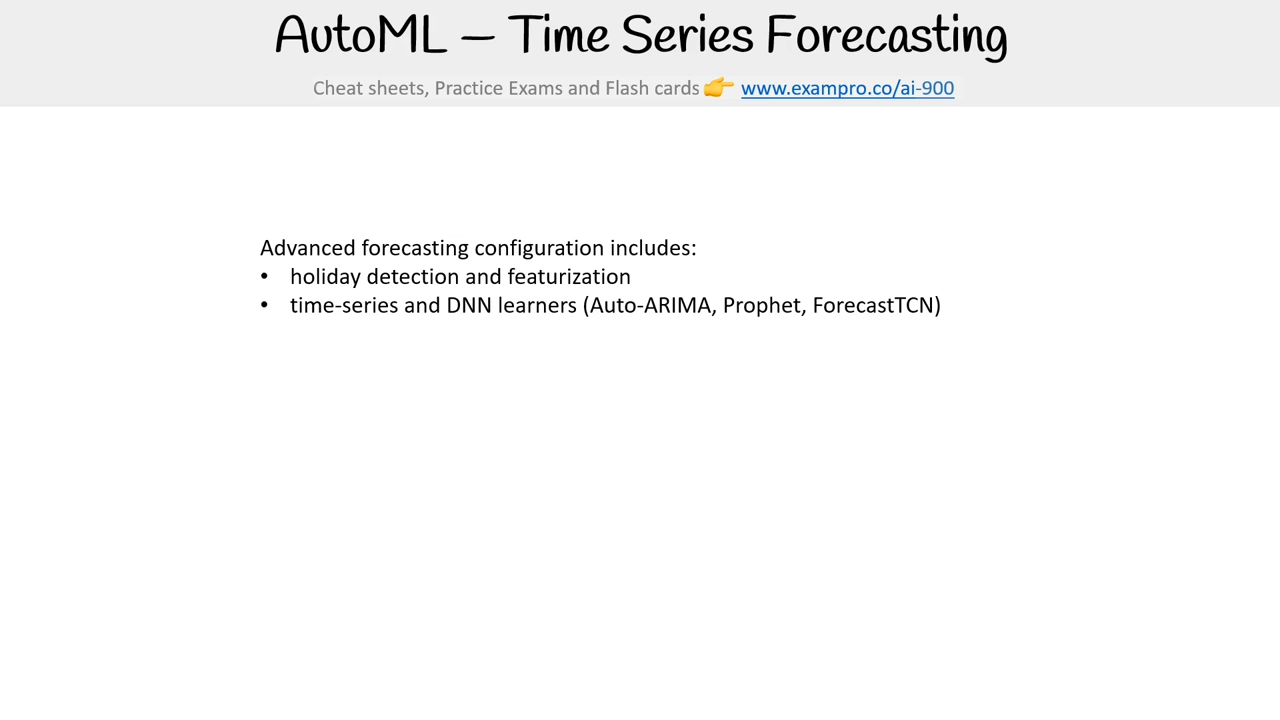 AutoML – Time Series Forecasting
Cheat sheets, Practice Exams and Flash cards 👉 www.exampro.co/ai-900
Advanced forecasting configuration includes:
• holiday detection and featurization
• time-series and DNN learners (Auto-ARIMA, Prophet, ForecastTCN)